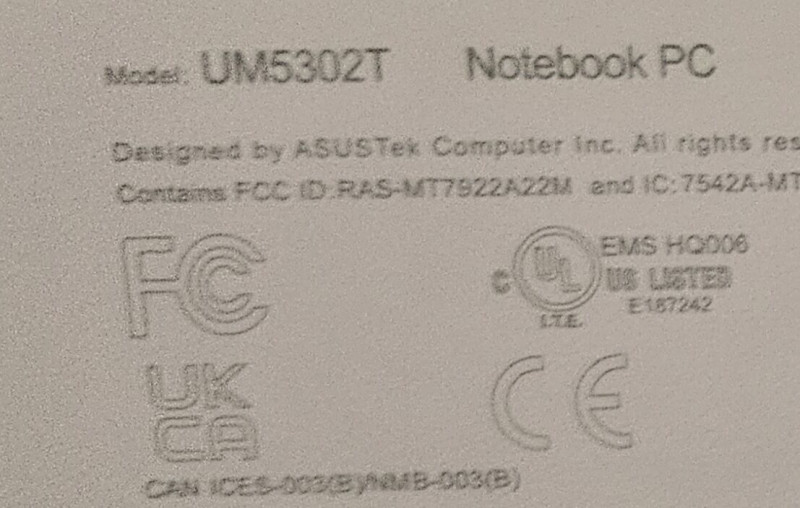 Model: UM5302T Notebook PC
Designed by ASUSTek Computer Inc. All rights res
Contains FCC ID:RAS-MT7922A22M and IC:7542A-MT
FC
c UL US LISTED
EMS HQ006
I.T.E.
E187242
UK
CA
CE
CAN ICES-003(B)/NMB-003(B)